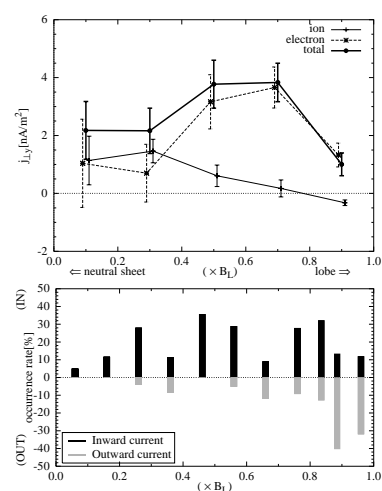 6
4
2
0
-2
j⊥y[nA/m²]
ion
electron
total
0.0 0.2 0.4 0.6 0.8 1.0
⇐ neutral sheet (×B_L) lobe ⇒
(IN)
occurrence rate[%]
(OUT)
50
40
30
20
10
0
-10
-20
-30
-40
-50
Inward current
Outward current
0.0 0.2 0.4 0.6 0.8 1.0
(×B_L)